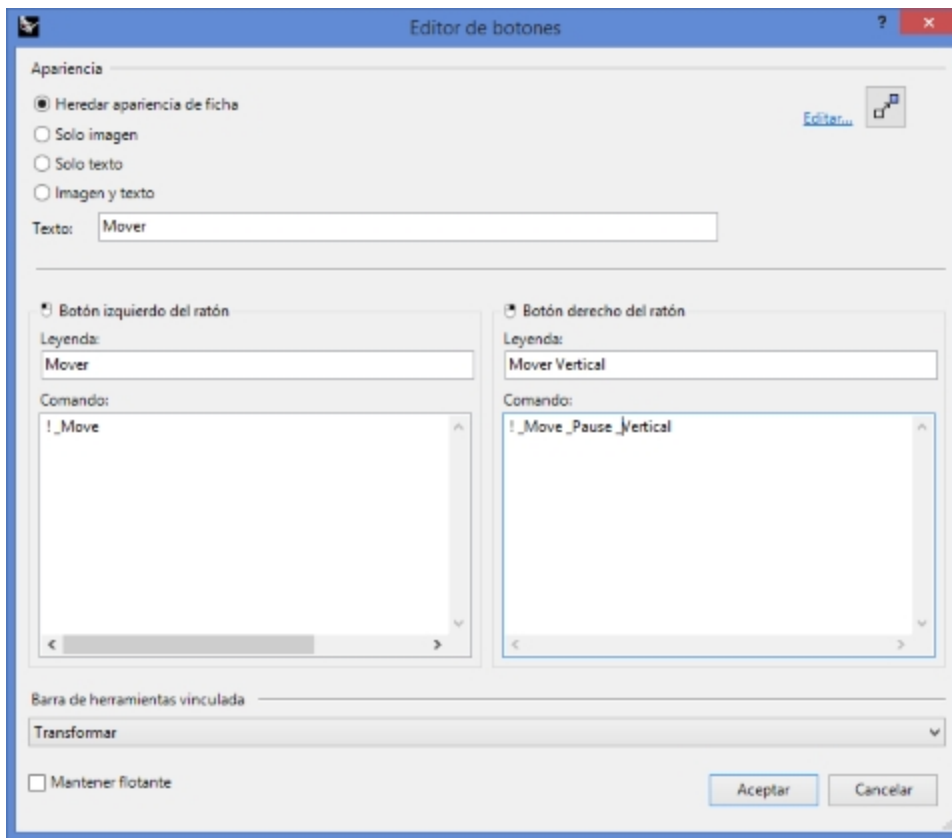 Editor de botones
?
x
Apariencia
Heredar apariencia de ficha
Editar...
Solo imagen
Solo texto
Imagen y texto
Texto:
Mover
Botón izquierdo del ratón
Leyenda:
Mover
Comando:
! _Move
Botón derecho del ratón
Leyenda:
Mover Vertical
Comando:
! _Move _Pause _Vertical
Barra de herramientas vinculada
Transformar
Mantener flotante
Aceptar
Cancelar